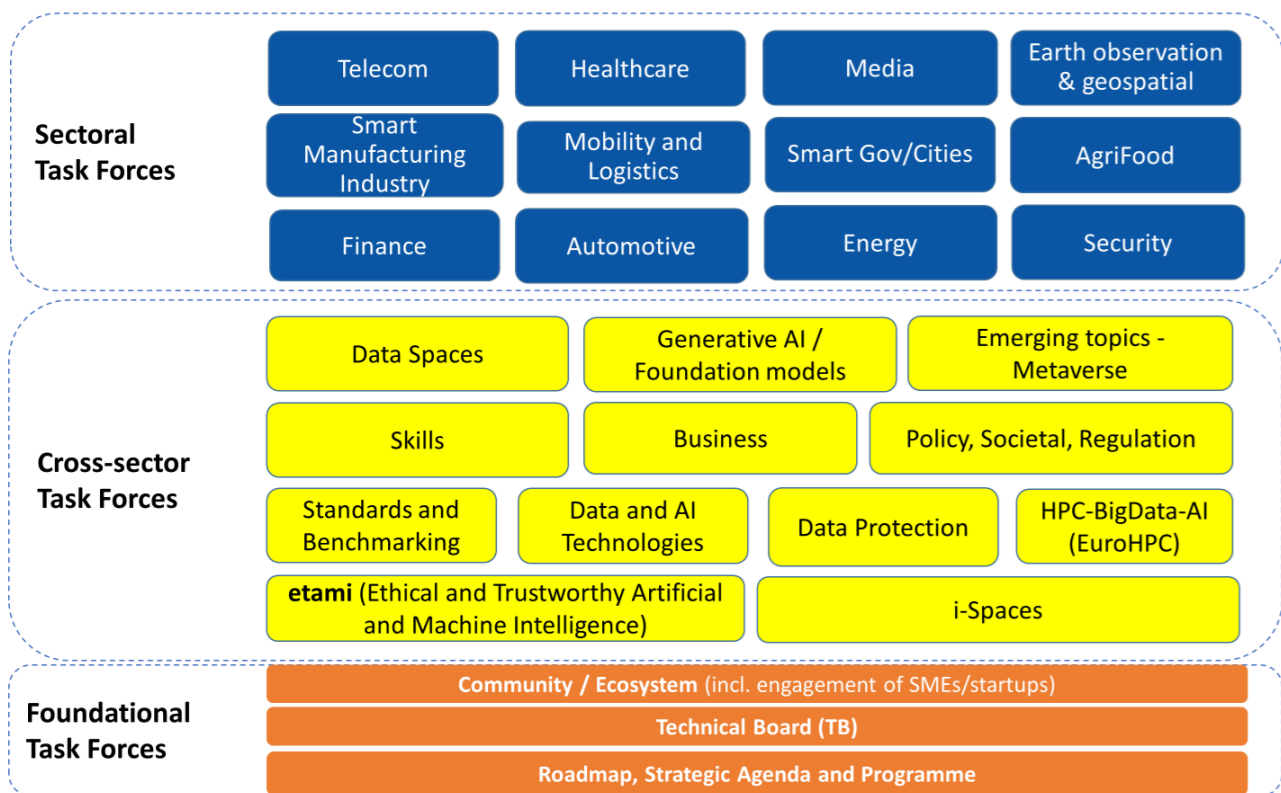 Sectoral
Task Forces
Telecom
Healthcare
Media
Earth observation
& geospatial
Smart
Manufacturing
Industry
Mobility and
Logistics
Smart Gov/Cities
AgriFood
Finance
Automotive
Energy
Security
Cross-sector
Task Forces
Data Spaces
Generative AI /
Foundation models
Emerging topics -
Metaverse
Skills
Business
Policy, Societal, Regulation
Standards and
Benchmarking
Data and AI
Technologies
Data Protection
HPC-BigData-AI
(EuroHPC)
etami (Ethical and Trustworthy Artificial
and Machine Intelligence)
i-Spaces
Foundational
Task Forces
Community / Ecosystem (incl. engagement of SMEs/startups)
Technical Board (TB)
Roadmap, Strategic Agenda and Programme